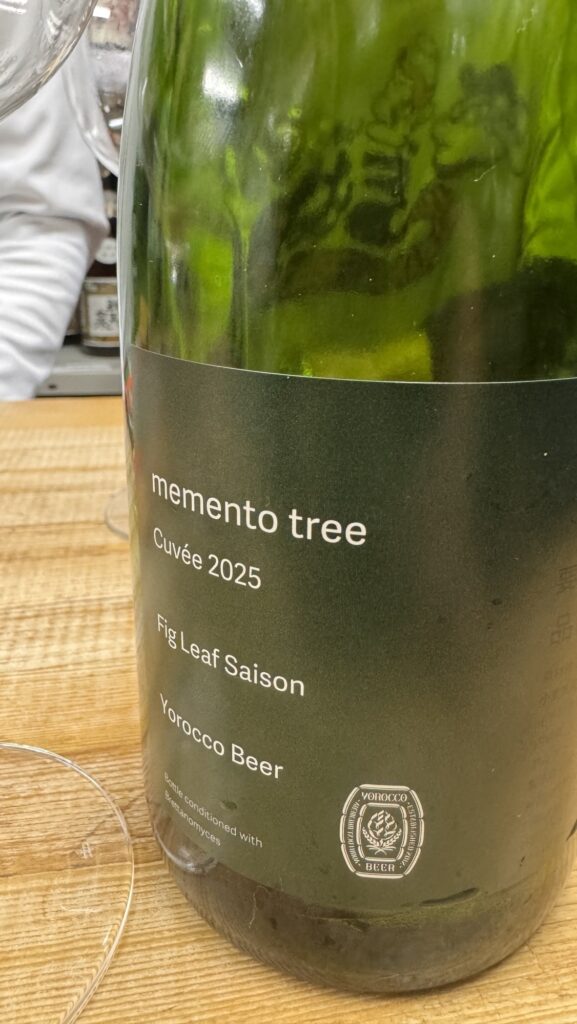 memento tree
Cuvée 2025
Fig Leaf Saison
Yorocco Beer
Bottle conditioned with
Brettanomyces
YOROCCO
BEER